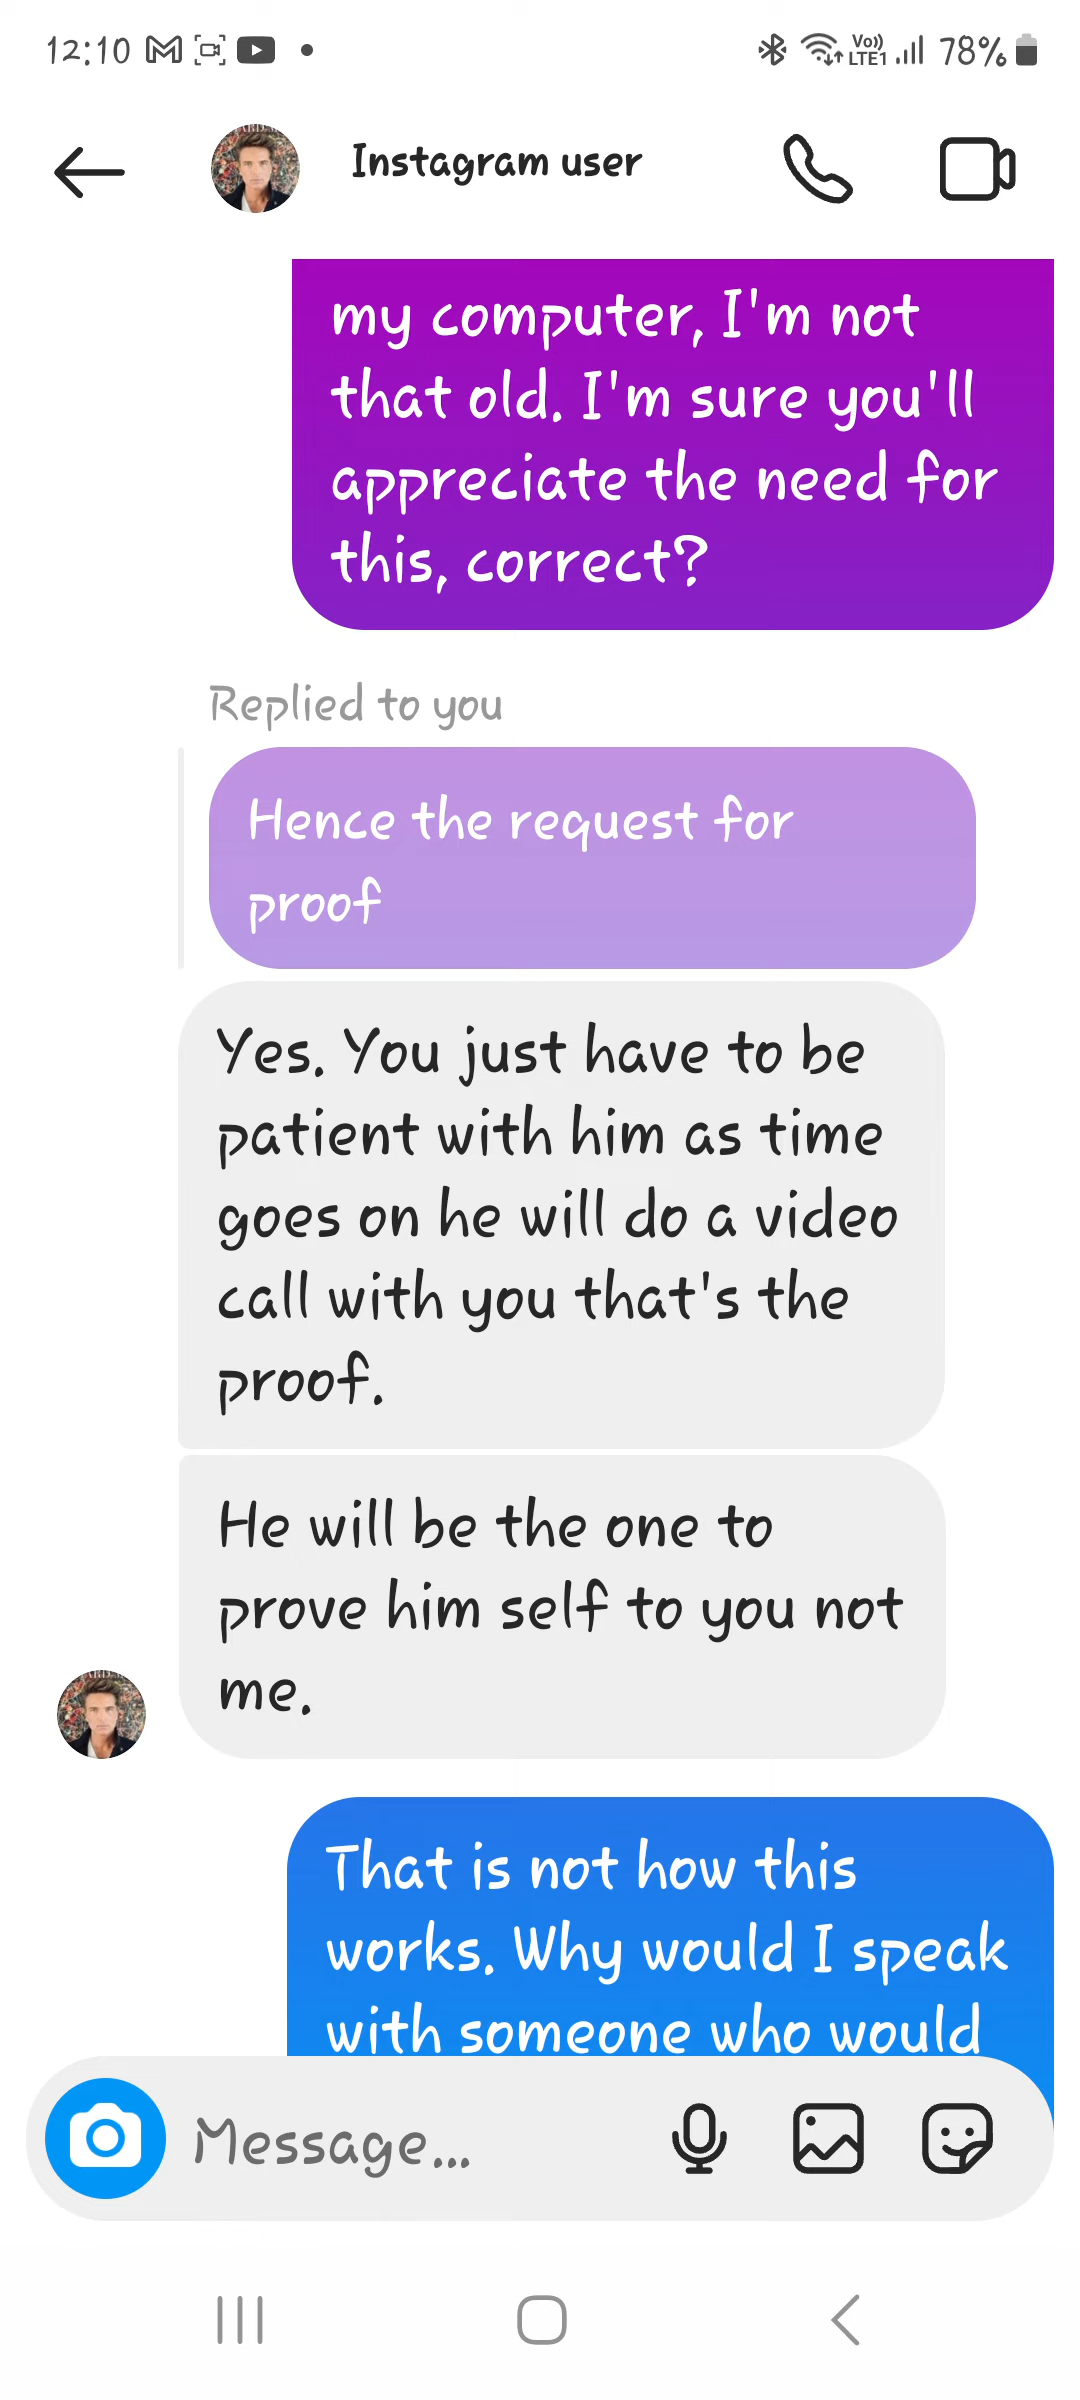 12:10
Vo))
LTE1
78%
Instagram user
my computer, I'm not
that old. I'm sure you'll
appreciate the need for
this, correct?
Replied to you
Hence the request for
proof
Yes. You just have to be
patient with him as time
goes on he will do a video
call with you that's the
proof.
He will be the one to
prove him self to you not
me.
That is not how this
works. Why would I speak
with someone who would
Message...